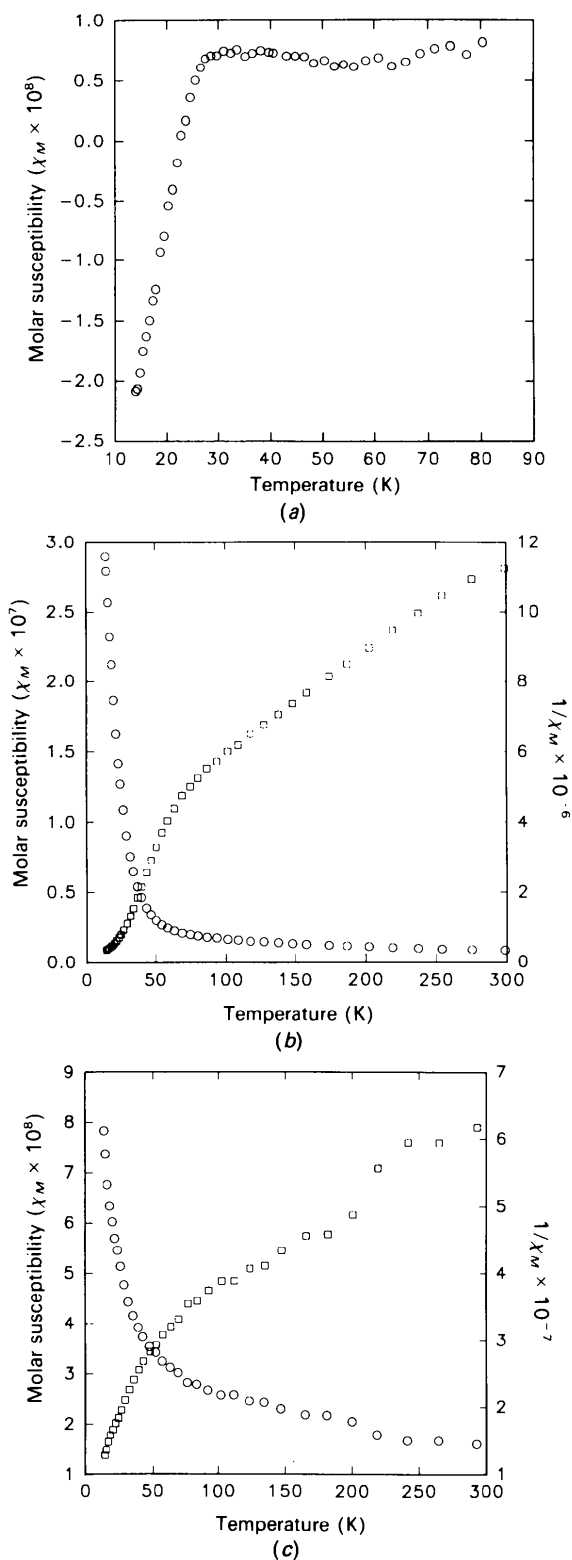 1.0
0.5
0.0
−0.5
−1.0
−1.5
−2.0
−2.5
Molar susceptibility (χM × 10⁸)
10 20 30 40 50 60 70 80 90
Temperature (K)
(a)
3.0
2.5
2.0
1.5
1.0
0.5
0.0
Molar susceptibility (χM × 10⁷)
12
10
8
6
4
2
0
1/χM × 10⁻⁶
0 50 100 150 200 250 300
Temperature (K)
(b)
9
8
7
6
5
4
3
2
1
Molar susceptibility (χM × 10⁸)
7
6
5
4
3
2
1
1/χM × 10⁻⁷
0 50 100 150 200 250 300
Temperature (K)
(c)